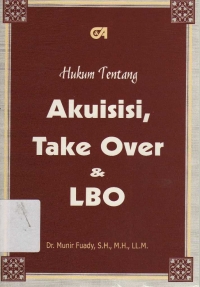 C&A
Hukum Tentang
Akuisisi,
Take Over
&
LBO
Dr. Munir Fuady, S.H., M.H., LL.M.